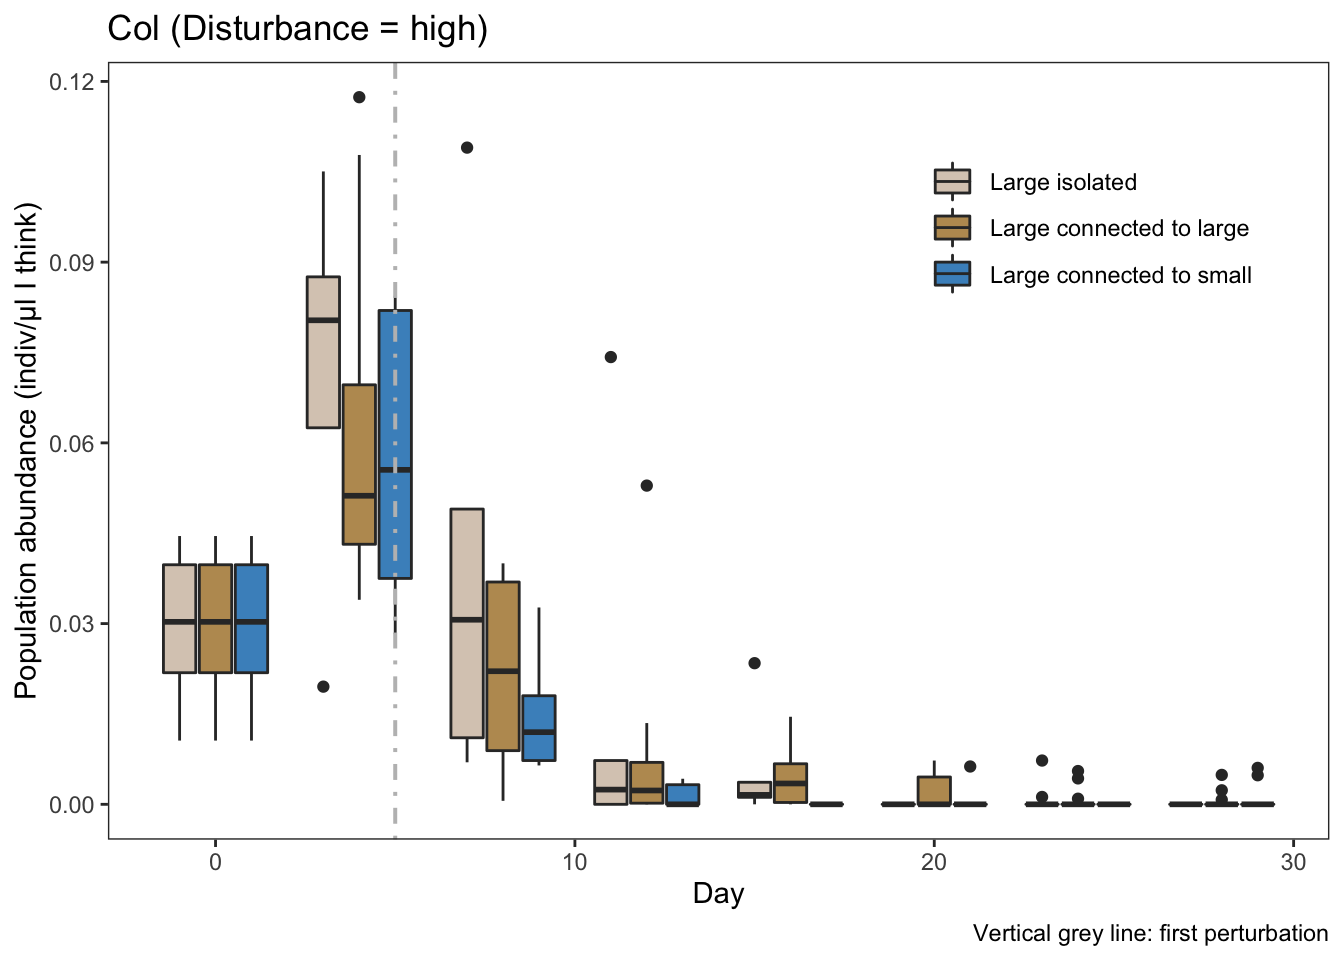 Col (Disturbance = high)
Population abundance (indiv/µl I think)
0.12
0.09
0.06
0.03
0.00
Large isolated
Large connected to large
Large connected to small
0 10 20 30
Day
Vertical grey line: first perturbation